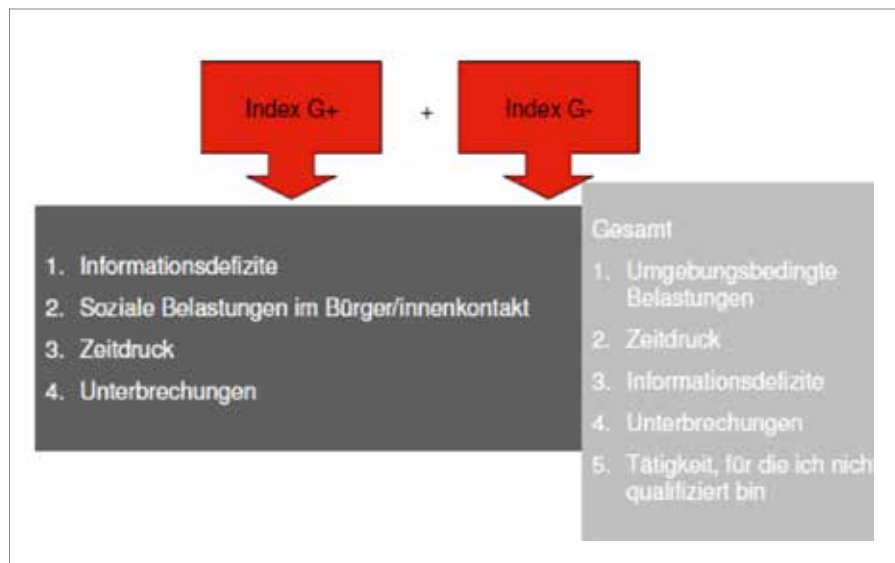 Index G+
+
Index G-
1. Informationsdefizite
2. Soziale Belastungen im Bürger/innenkontakt
3. Zeitdruck
4. Unterbrechungen
Gesamt
1. Umgebungsbedingte
Belastungen
2. Zeitdruck
3. Informationsdefizite
4. Unterbrechungen
5. Tätigkeit, für die ich nich
qualifiziert bin